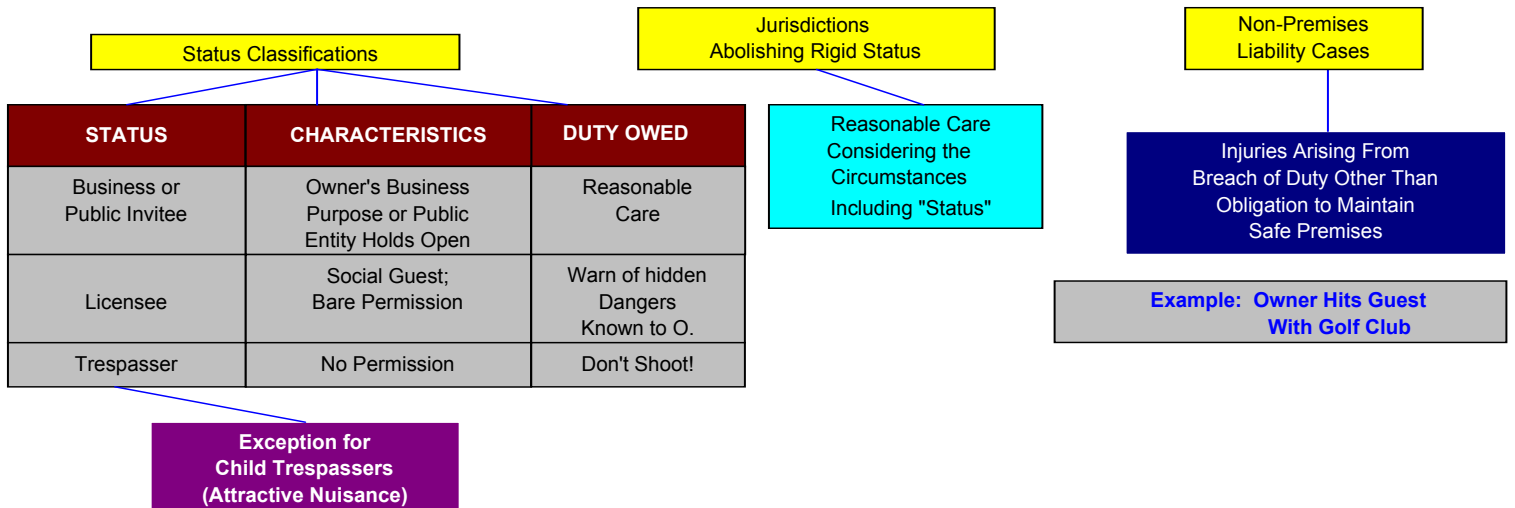 Status Classifications
Jurisdictions
Abolishing Rigid Status
Non-Premises
Liability Cases
STATUS
CHARACTERISTICS
DUTY OWED
Business or
Public Invitee
Owner's Business
Purpose or Public
Entity Holds Open
Reasonable
Care
Licensee
Social Guest;
Bare Permission
Warn of hidden
Dangers
Known to O.
Trespasser
No Permission
Don't Shoot!
Exception for
Child Trespassers
(Attractive Nuisance)
Reasonable Care
Considering the
Circumstances
Including "Status"
Injuries Arising From
Breach of Duty Other Than
Obligation to Maintain
Safe Premises
Example: Owner Hits Guest
With Golf Club